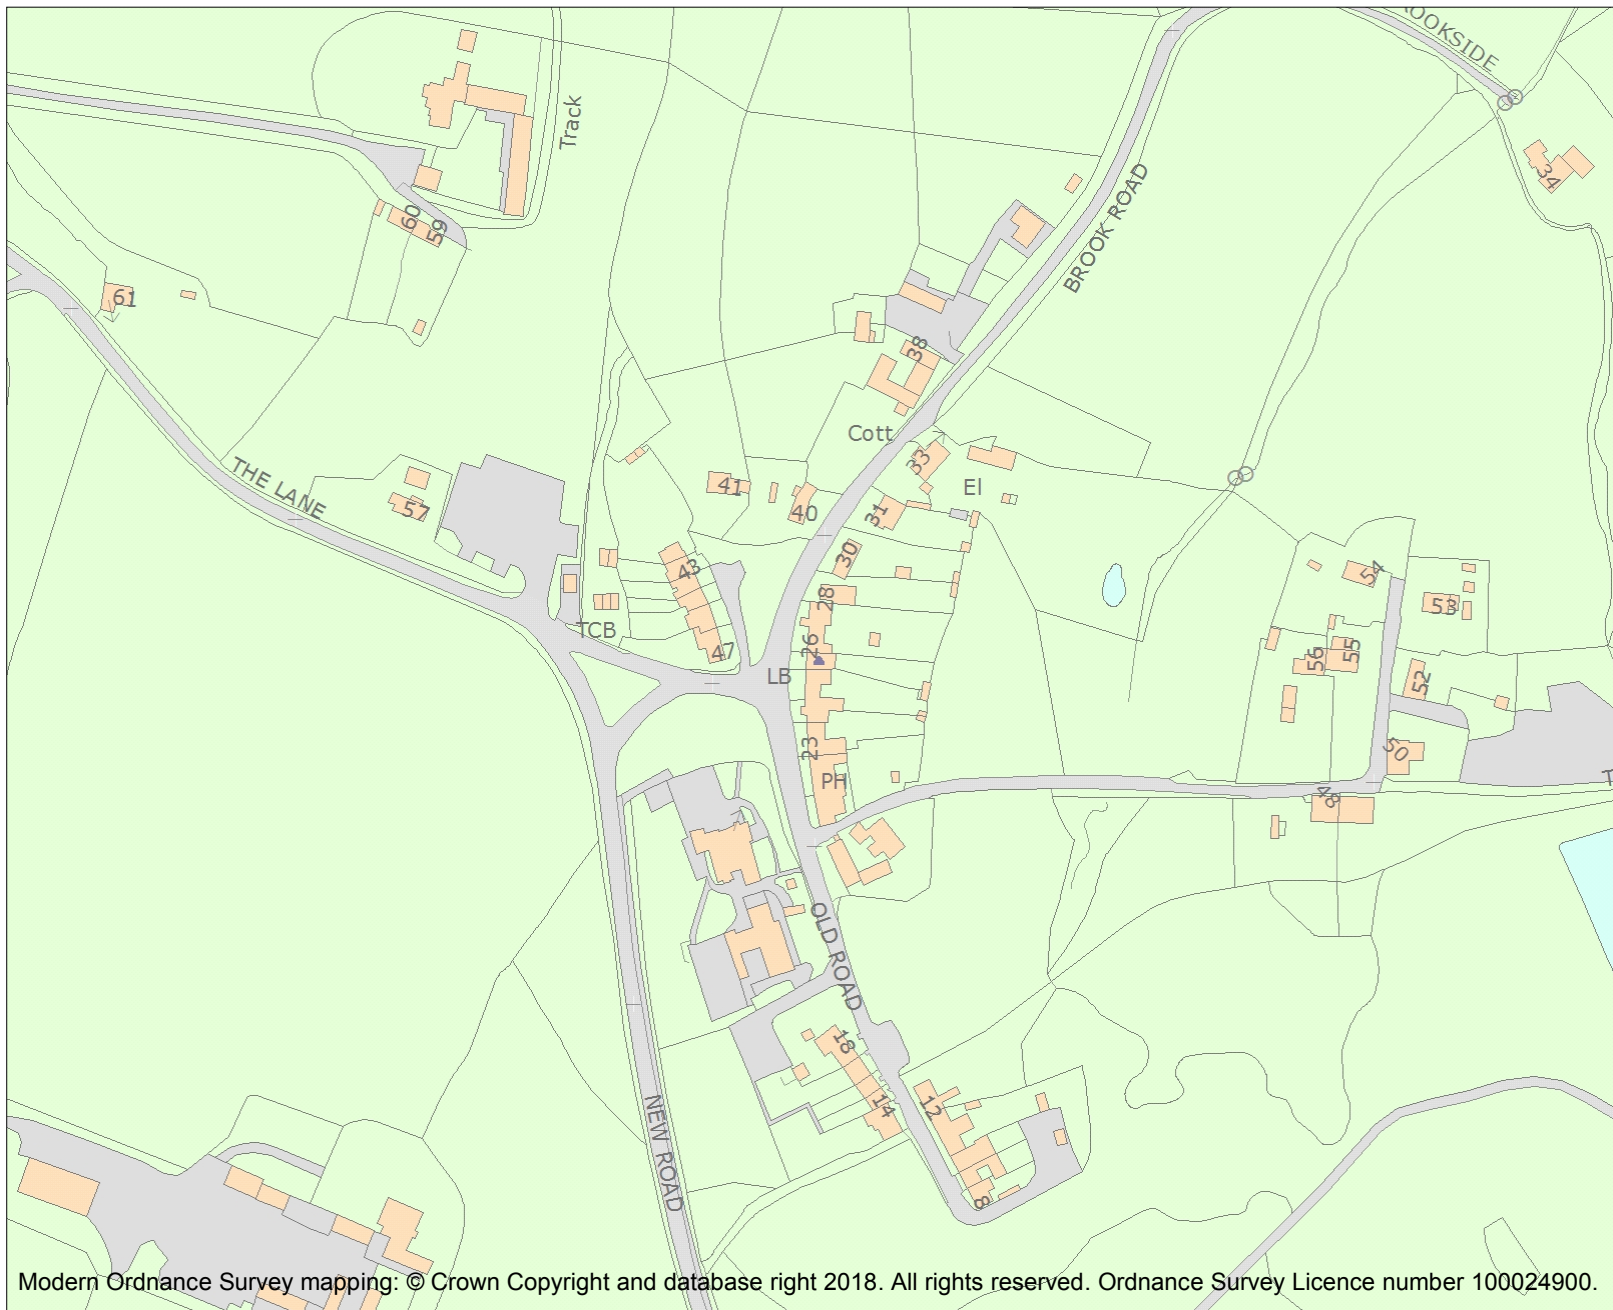 OOKSIDE
Track
34
BROOK ROAD
60
59
61
38
Cott
33
El
41
40
31
THE LANE
57
30
43
54
28
53
TCB
26
47
LB
56
55
52
23
50
PH
48
OLD ROAD
18
14
12
NEW ROAD
8
Modern Ordnance Survey mapping: © Crown Copyright and database right 2018. All rights reserved. Ordnance Survey Licence number 100024900.